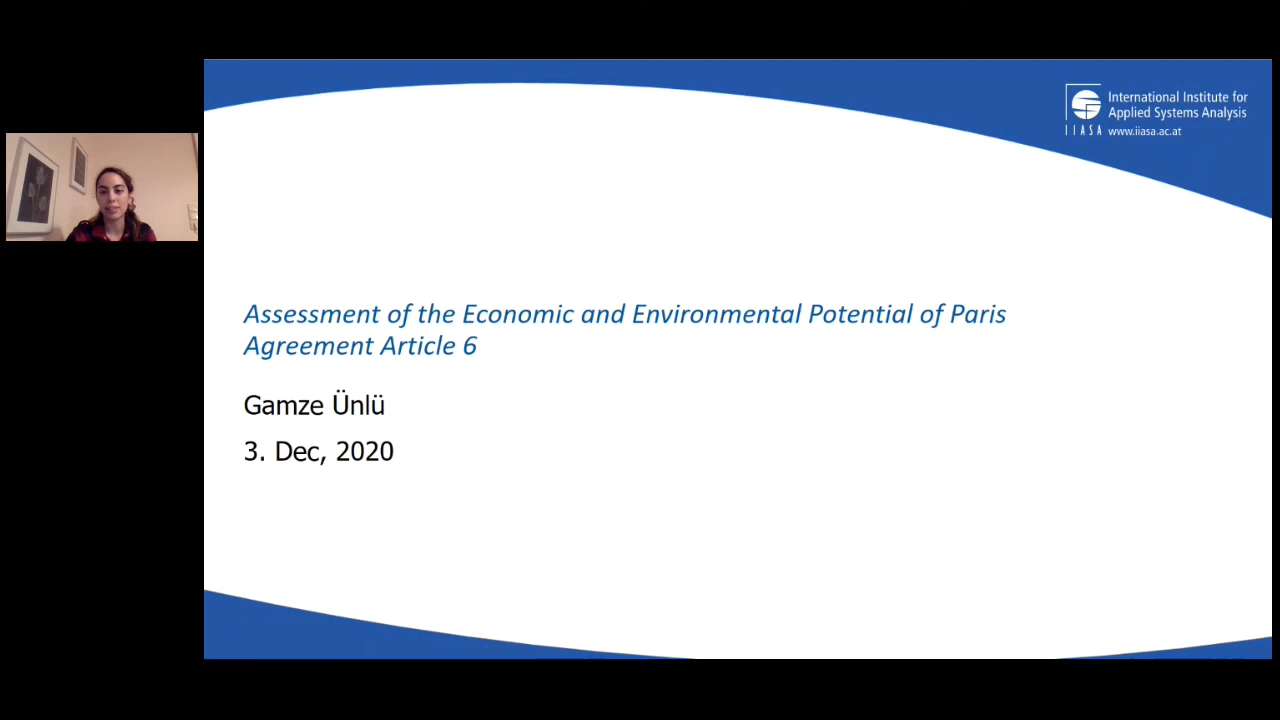 International Institute for
Applied Systems Analysis
IIASA www.iiasa.ac.at
Assessment of the Economic and Environmental Potential of Paris
Agreement Article 6
Gamze Ünlü
3. Dec, 2020